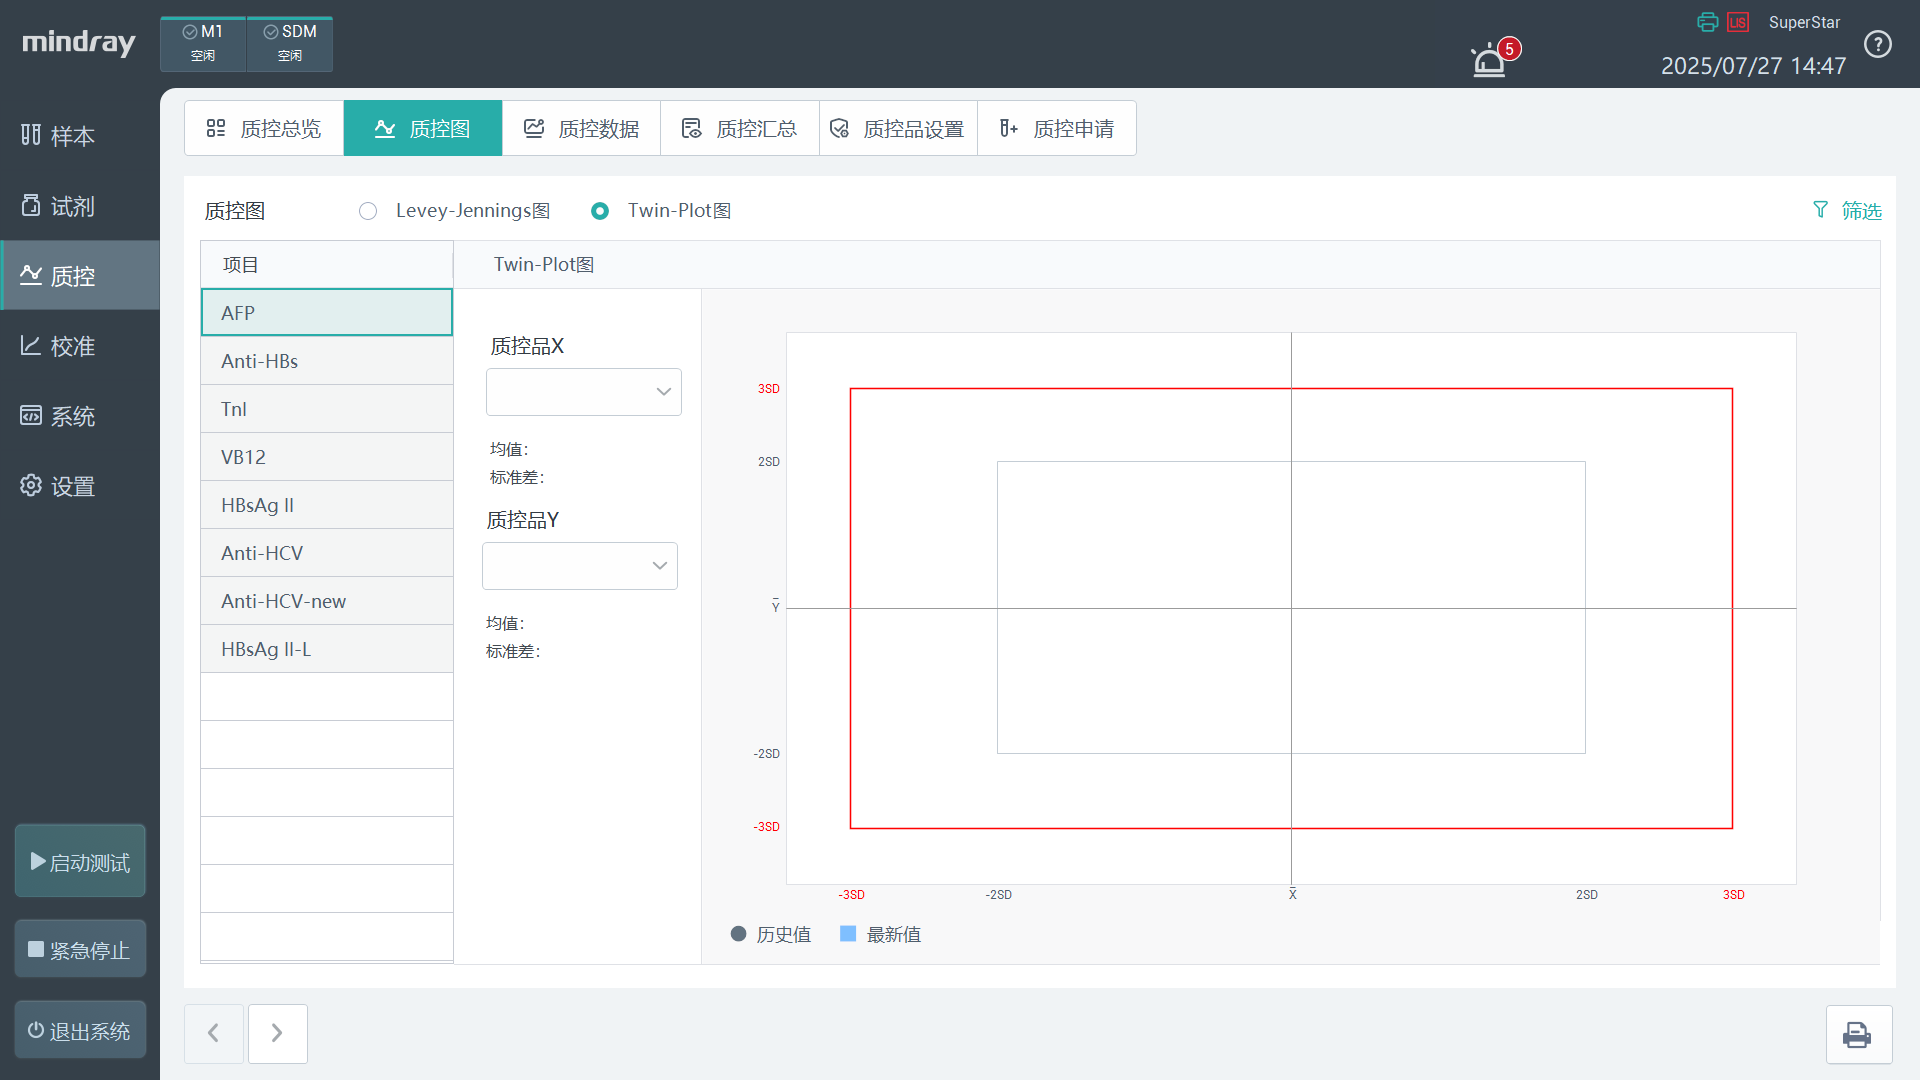 mindray
M1
空闲
SDM
空闲
5
LIS
SuperStar
2025/07/27 14:47
样本
试剂
质控
校准
系统
设置
启动测试
紧急停止
退出系统
质控总览
质控图
质控数据
质控汇总
质控品设置
质控申请
质控图
Levey-Jennings图
Twin-Plot图
筛选
项目
AFP
Anti-HBs
TnI
VB12
HBsAg II
Anti-HCV
Anti-HCV-new
HBsAg II-L
Twin-Plot图
质控品X
均值:
标准差:
质控品Y
均值:
标准差:
3SD
2SD
Y̅
-2SD
-3SD
-3SD
-2SD
X̅
2SD
3SD
历史值
最新值